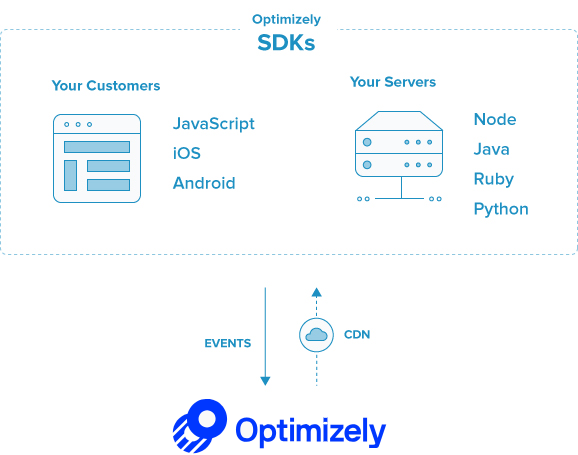 Optimizely
SDKs
Your Customers
JavaScript
iOS
Android
Your Servers
Node
Java
Ruby
Python
EVENTS
CDN
Optimizely